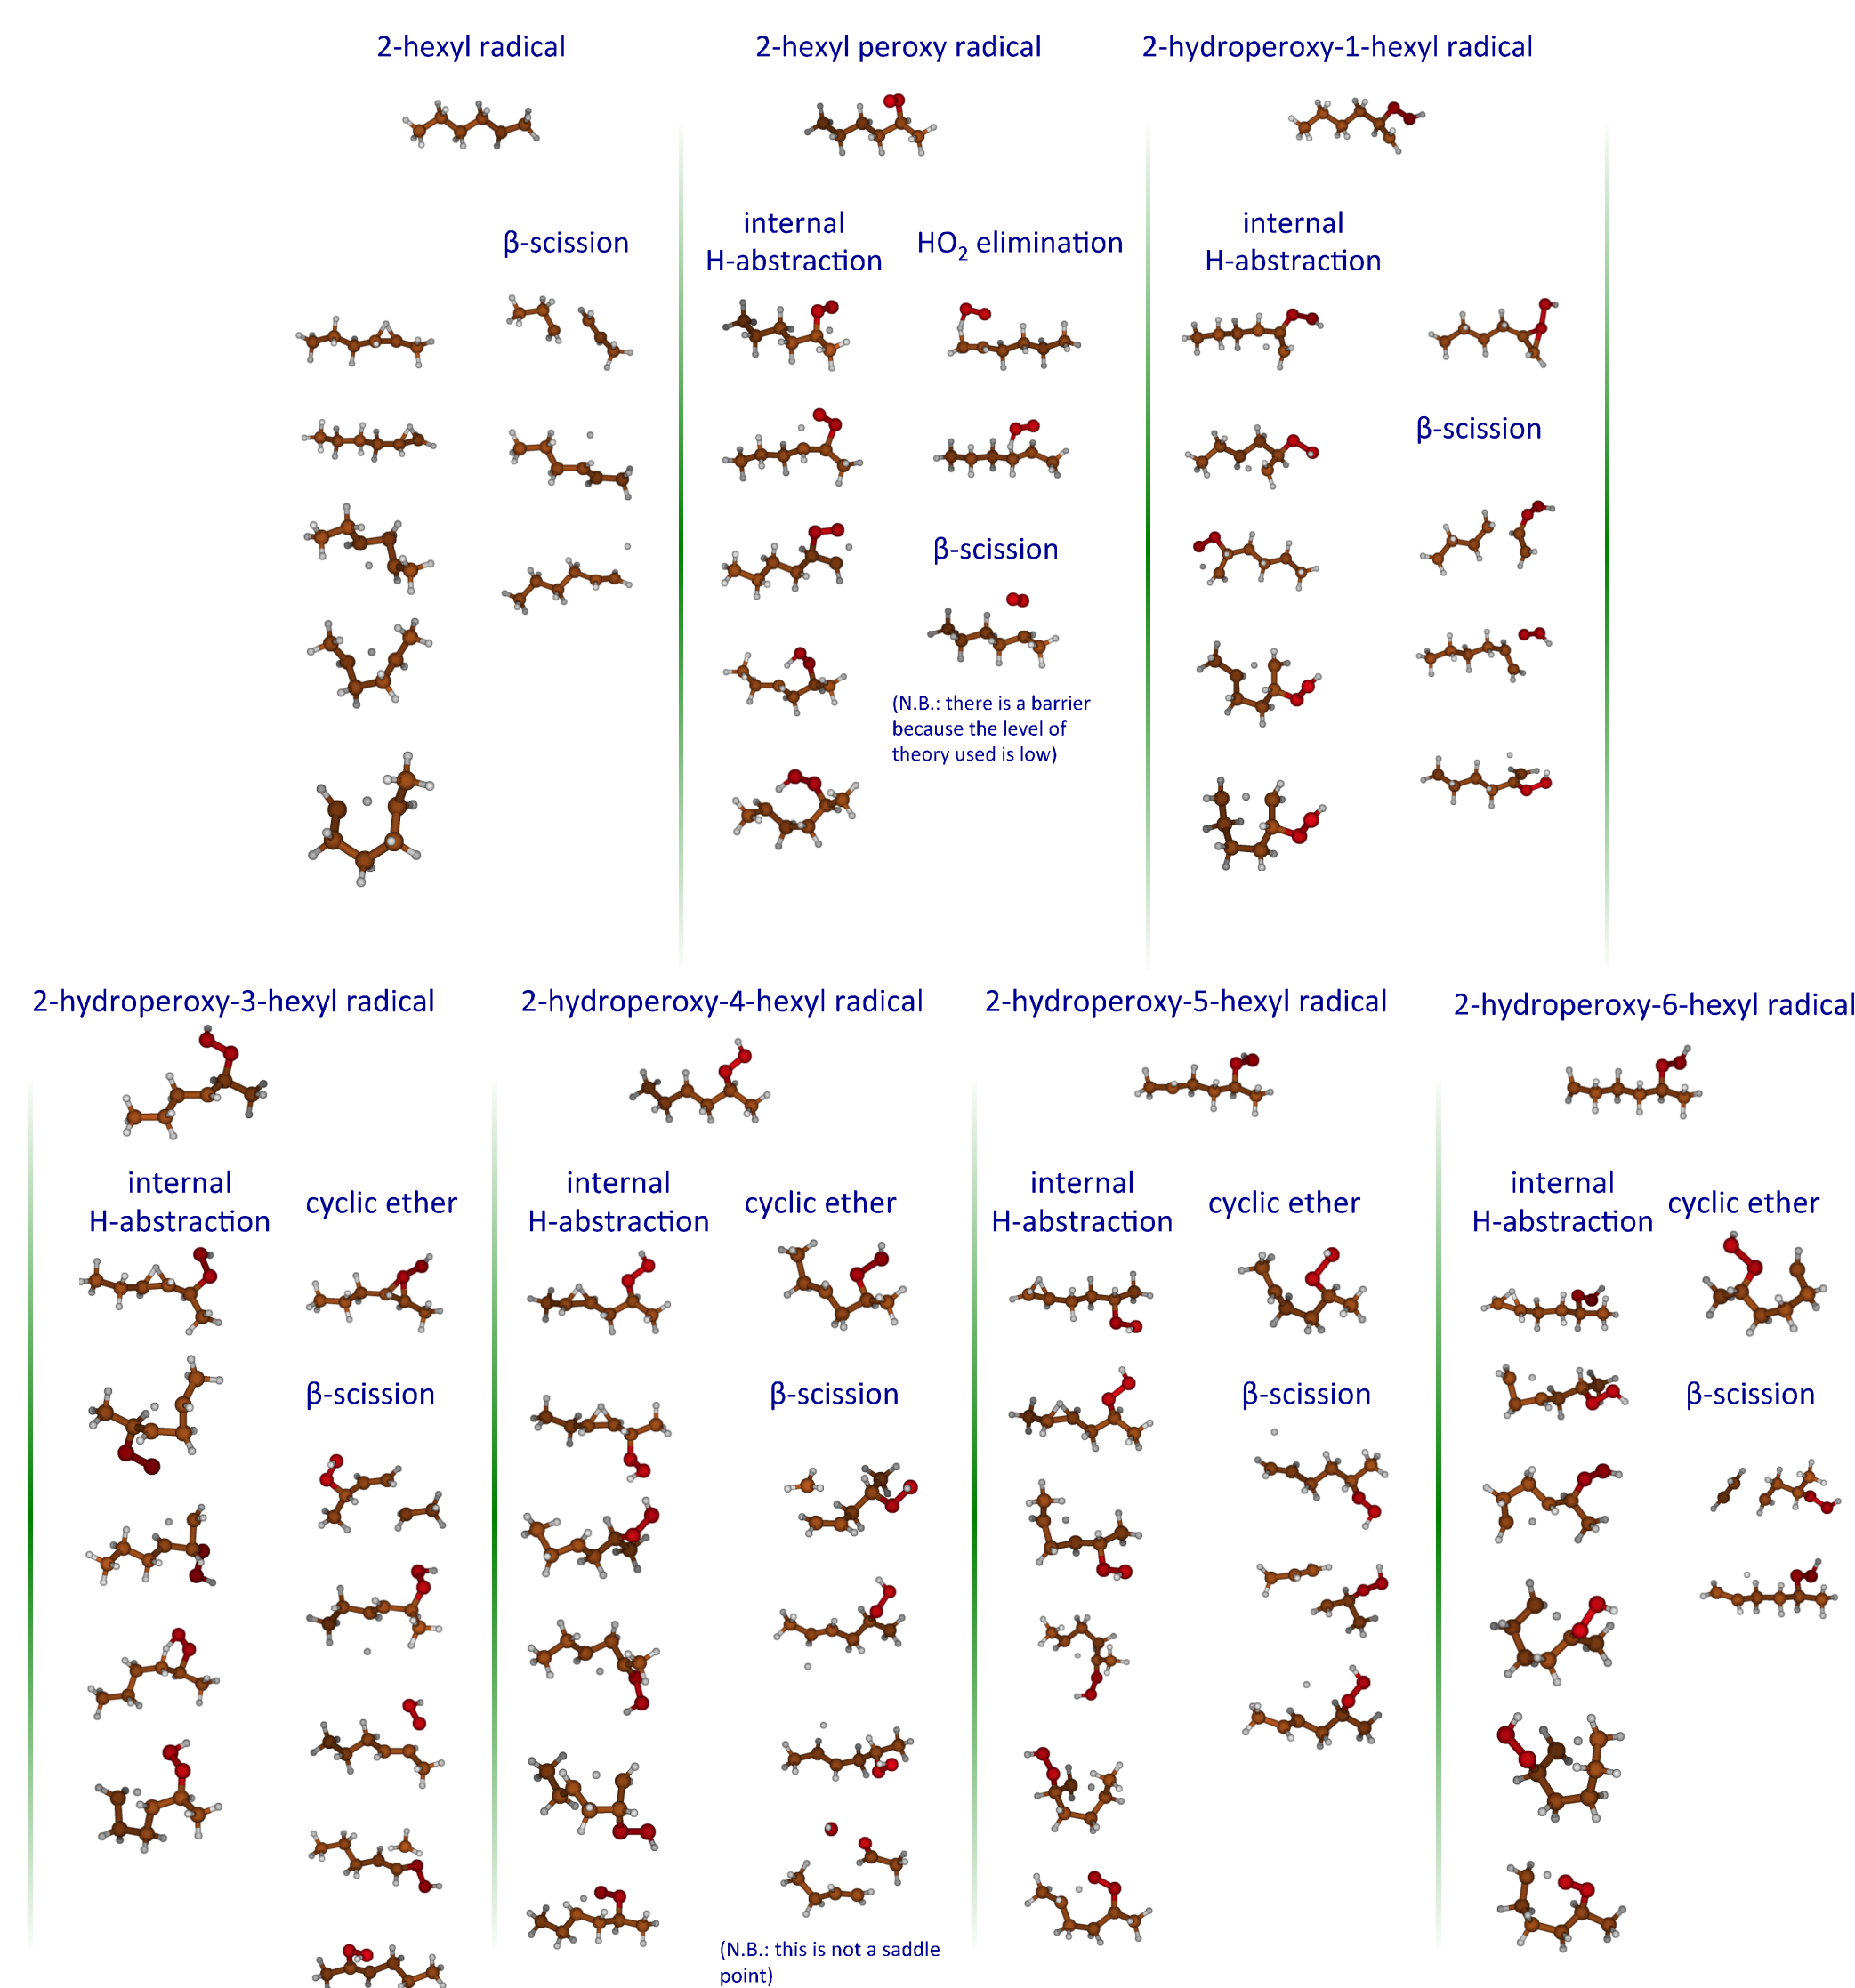 2-hexyl radical
2-hexyl peroxy radical
2-hydroperoxy-1-hexyl radical
β-scission
internal
H-abstraction
HO₂ elimination
internal
H-abstraction
β-scission
β-scission
(N.B.: there is a barrier
because the level of
theory used is low)
2-hydroperoxy-3-hexyl radical
2-hydroperoxy-4-hexyl radical
2-hydroperoxy-5-hexyl radical
2-hydroperoxy-6-hexyl radical
internal
H-abstraction
cyclic ether
internal
H-abstraction
cyclic ether
internal
H-abstraction
cyclic ether
internal
H-abstraction
cyclic ether
β-scission
β-scission
β-scission
β-scission
(N.B.: this is not a saddle
point)